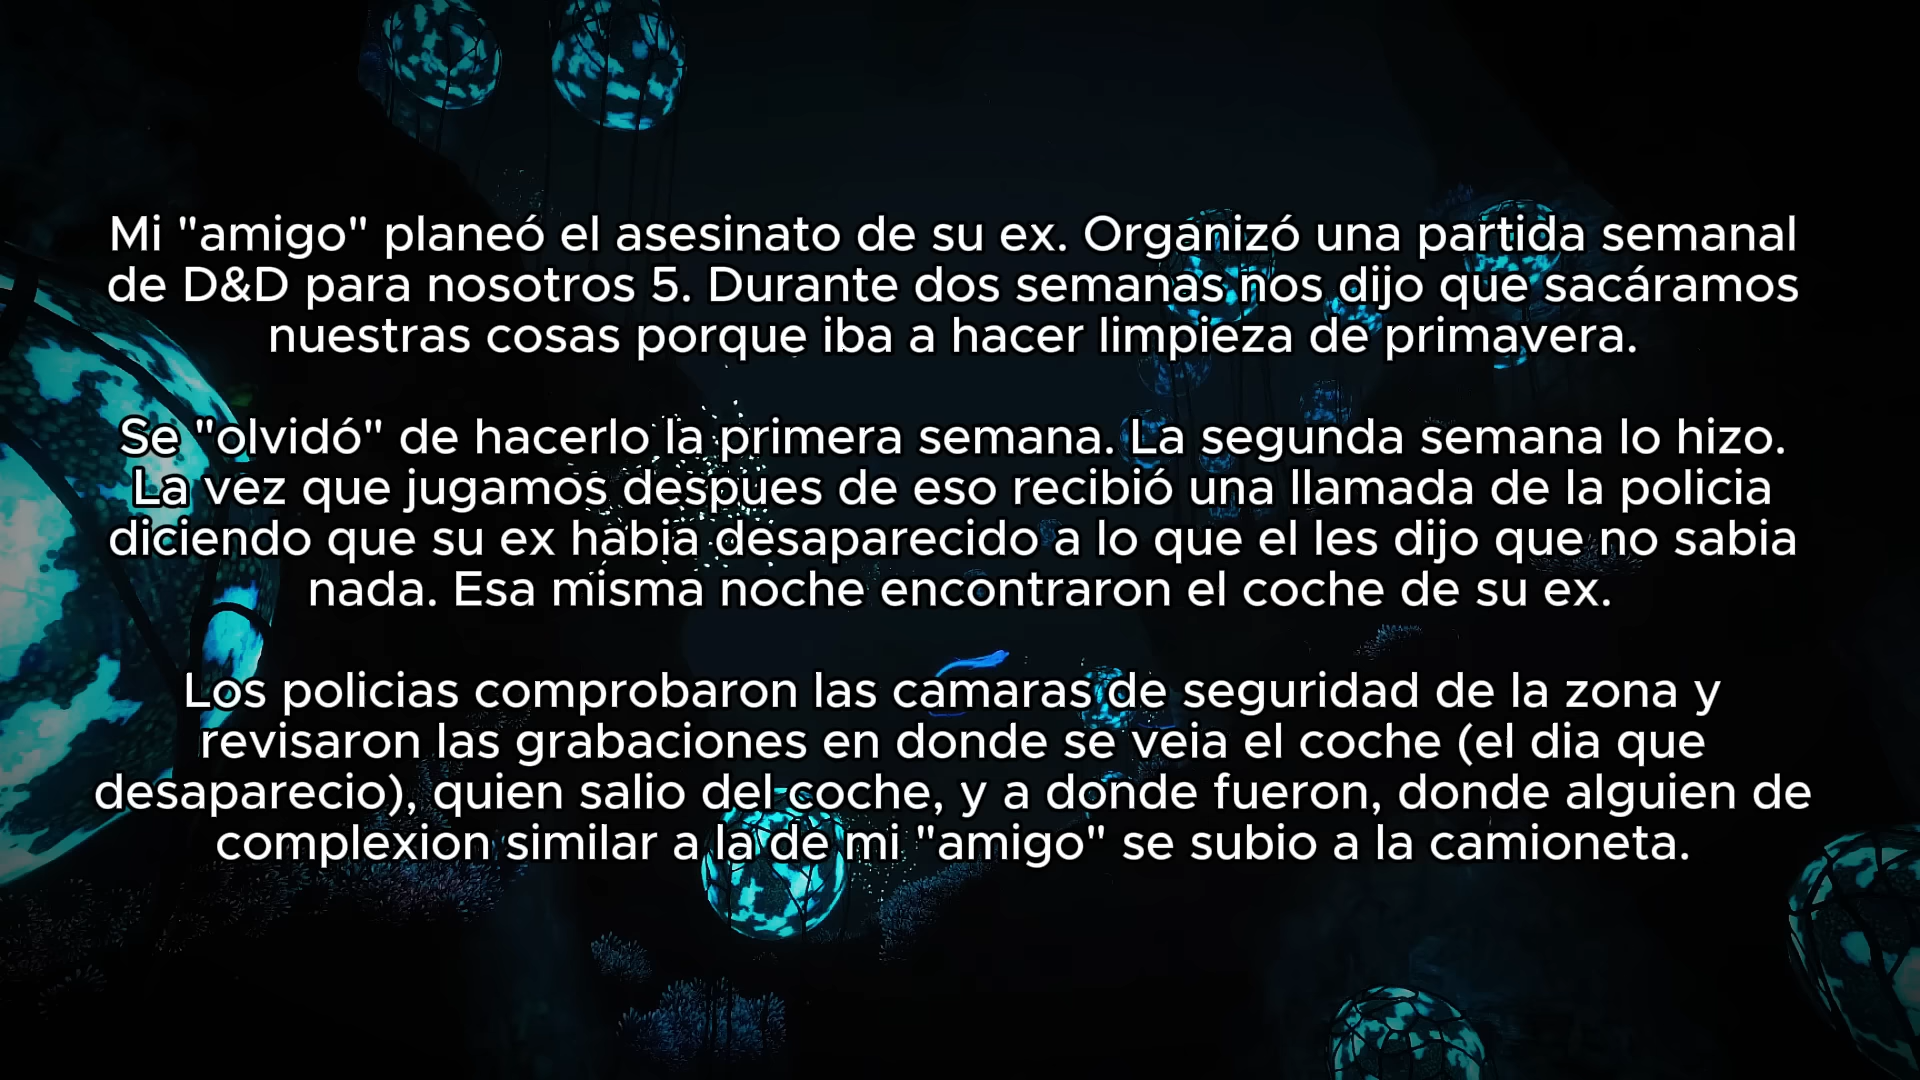 Mi "amigo" planeó el asesinato de su ex. Organizó una partida semanal
de D&D para nosotros 5. Durante dos semanas nos dijo que sacáramos
nuestras cosas porque iba a hacer limpieza de primavera.
Se "olvidó" de hacerlo la primera semana. La segunda semana lo hizo.
La vez que jugamos despues de eso recibió una llamada de la policia
diciendo que su ex habia desaparecido a lo que el les dijo que no sabia
nada. Esa misma noche encontraron el coche de su ex.
Los policias comprobaron las camaras de seguridad de la zona y
revisaron las grabaciones en donde se veia el coche (el dia que
desaparecio), quien salio del coche, y a donde fueron, donde alguien de
complexion similar a la de mi "amigo" se subio a la camioneta.